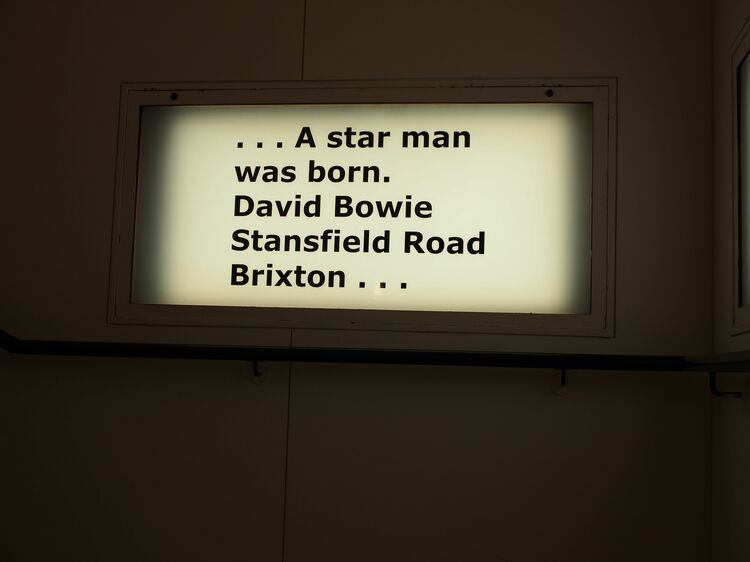 . . . A star man
was born.
David Bowie
Stansfield Road
Brixton . . .